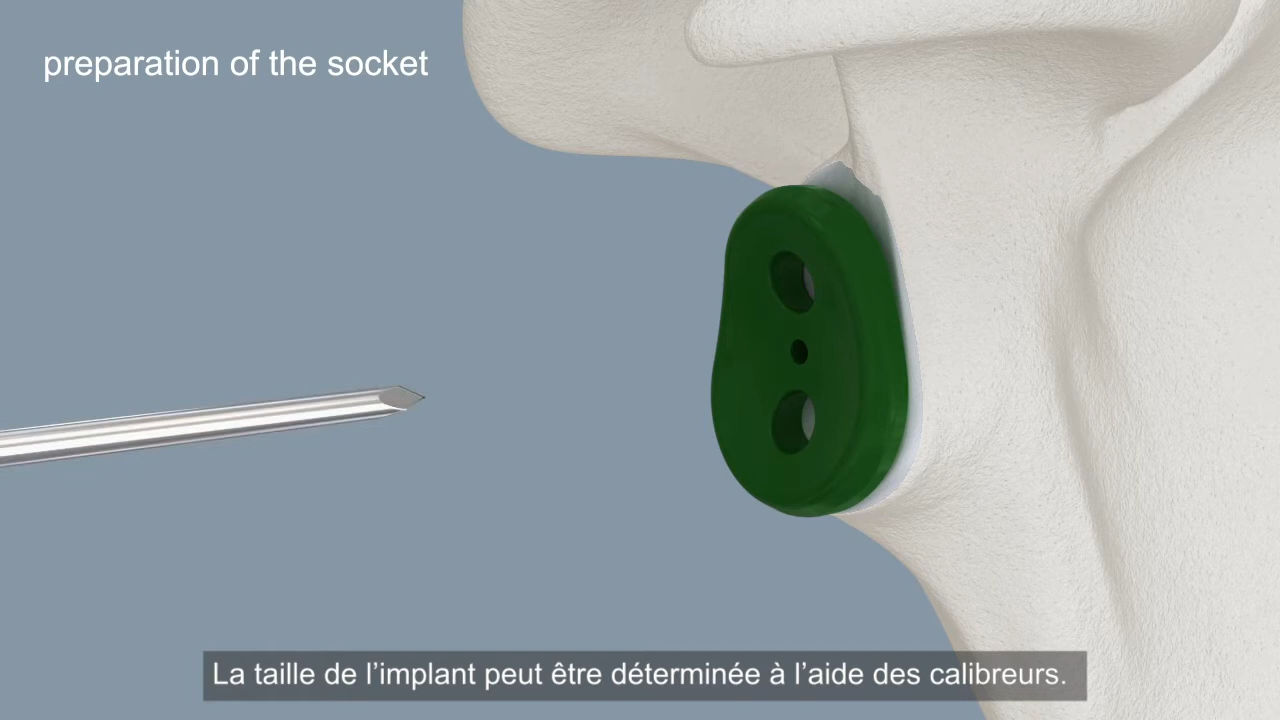 preparation of the socket
La taille de l’implant peut être déterminée à l’aide des calibreurs.